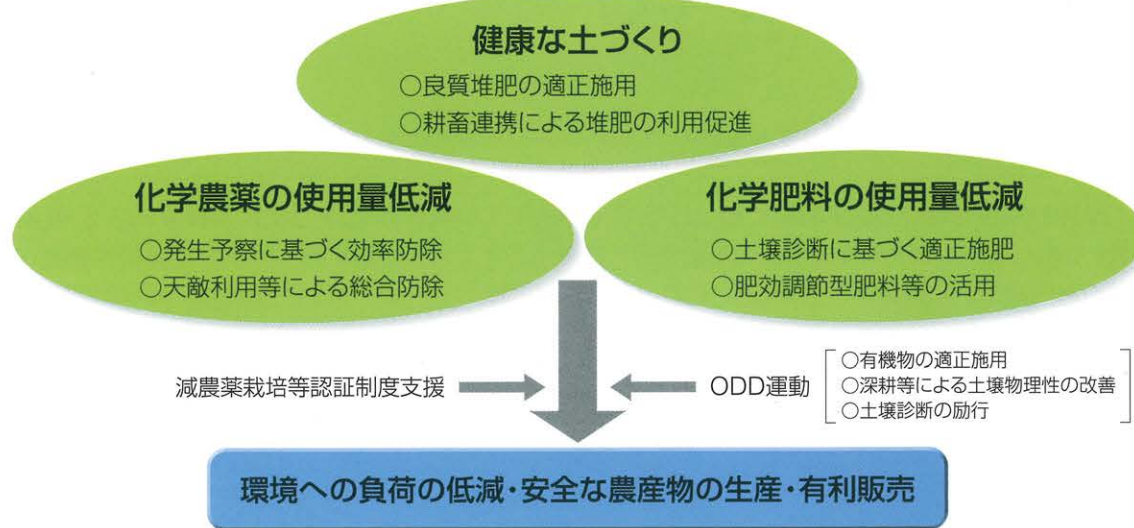 健康な土づくり
○良質堆肥の適正施用
○耕畜連携による堆肥の利用促進
化学農薬の使用量低減
○発生予察に基づく効率防除
○天敵利用等による総合防除
化学肥料の使用量低減
○土壌診断に基づく適正施肥
○肥効調節型肥料等の活用
減農薬栽培等認証制度支援
ODD運動
○有機物の適正施用
○深耕等による土壌物理性の改善
○土壌診断の励行
環境への負荷の低減・安全な農産物の生産・有利販売